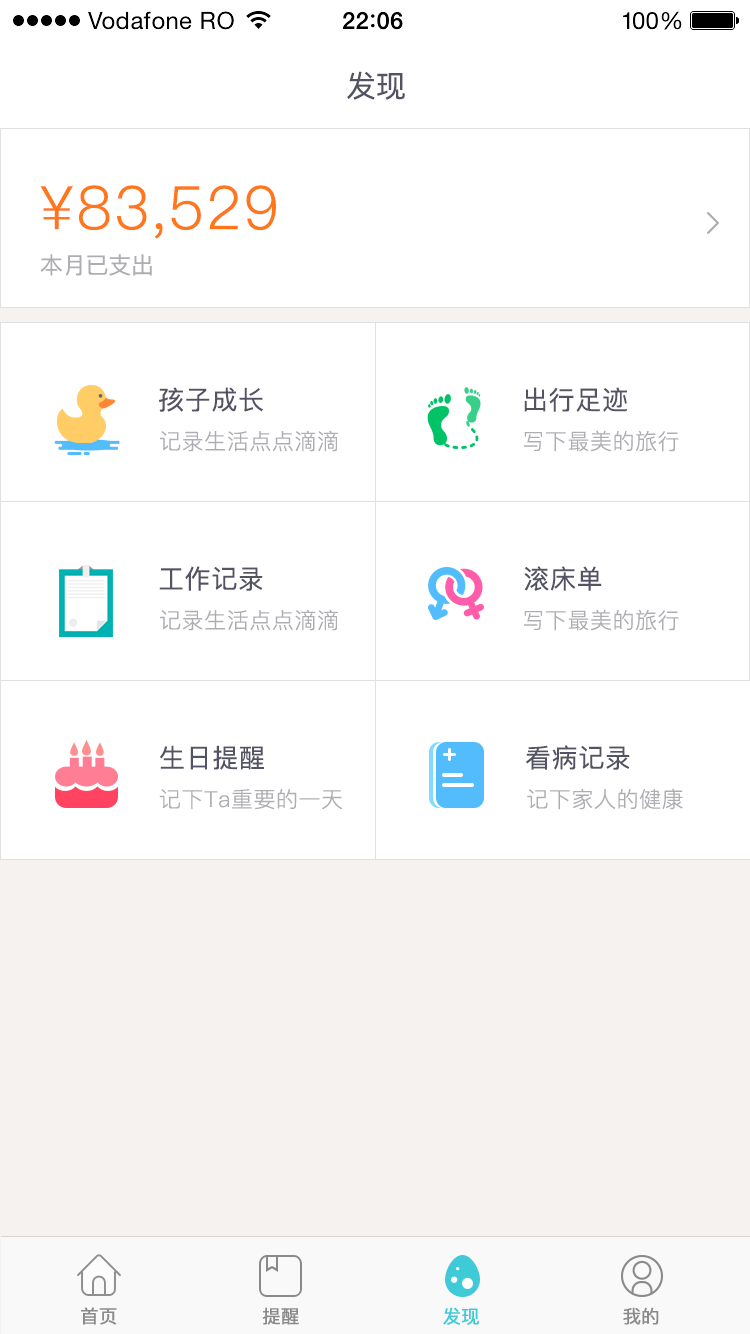 Vodafone RO 22:06 100%
发现
¥83,529
本月已支出
孩子成长
记录生活点点滴滴
出行足迹
写下最美的旅行
工作记录
记录生活点点滴滴
滚床单
写下最美的旅行
生日提醒
记下Ta重要的一天
看病记录
记下家人的健康
首页 提醒 发现 我的